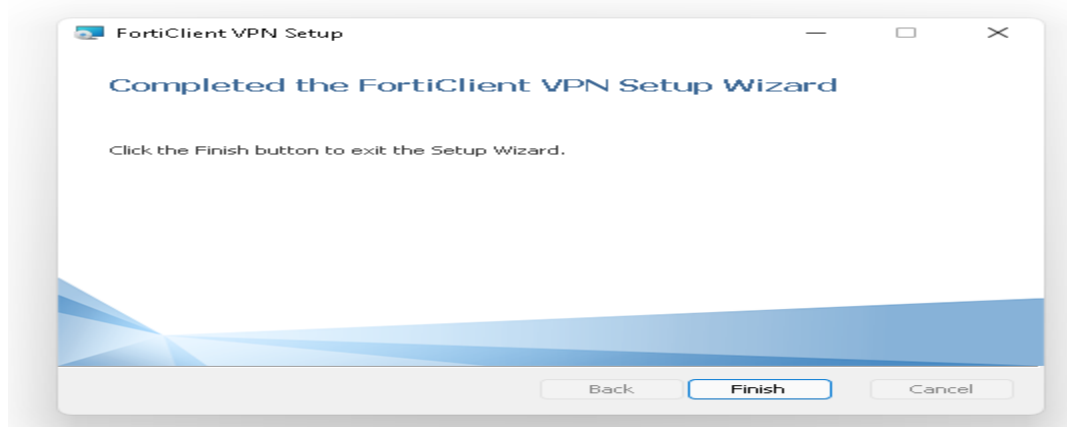 FortiClient VPN Setup
Completed the FortiClient VPN Setup Wizard
Click the Finish button to exit the Setup Wizard.
Back Finish Cancel